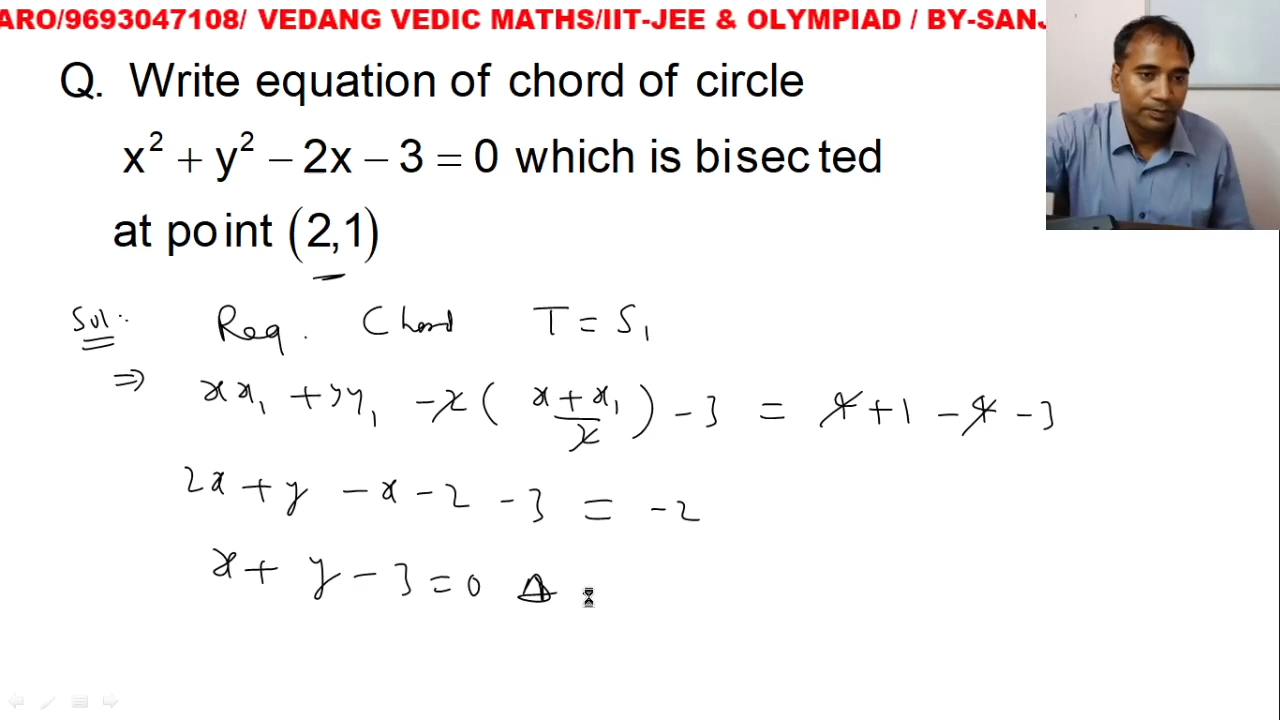 ARO/9693047108/ VEDANG VEDIC MATHS/IIT-JEE & OLYMPIAD / BY-SANJ
Q. Write equation of chord of circle
x² + y² − 2x − 3 = 0 which is bisected
at point (2,1)
Sol:
Req. Chord T = S₁
⇒ xx₁ + yy₁ − 2( (x + x₁)/2 ) − 3 = 4 + 1 − 4 − 3
2x + y − x − 2 − 3 = −2
x + y − 3 = 0 A